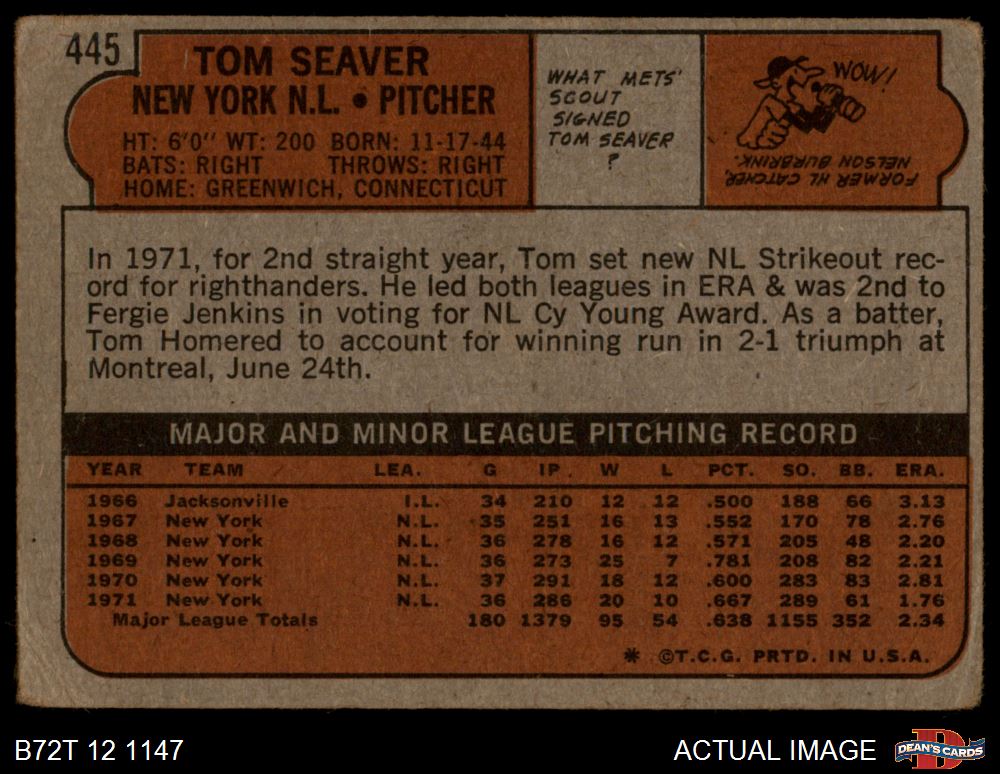 445
TOM SEAVER
NEW YORK N.L. • PITCHER
HT: 6'0" WT: 200 BORN: 11-17-44
BATS: RIGHT THROWS: RIGHT
HOME: GREENWICH, CONNECTICUT
WHAT METS'
SCOUT
SIGNED
TOM SEAVER
?
WOW!
FORMER NL CATCHER,
NELSON BURBRINK.
In 1971, for 2nd straight year, Tom set new NL Strikeout rec-
ord for righthanders. He led both leagues in ERA & was 2nd to
Fergie Jenkins in voting for NL Cy Young Award. As a batter,
Tom Homered to account for winning run in 2-1 triumph at
Montreal, June 24th.
MAJOR AND MINOR LEAGUE PITCHING RECORD
YEAR TEAM LEA. G IP. W L PCT. SO. BB. ERA.
1966 Jacksonville I.L. 34 210 12 12 .500 188 66 3.13
1967 New York N.L. 35 251 16 13 .552 170 78 2.76
1968 New York N.L. 36 278 16 12 .571 205 48 2.20
1969 New York N.L. 36 273 25 7 .781 208 82 2.21
1970 New York N.L. 37 291 18 12 .600 283 83 2.81
1971 New York N.L. 36 286 20 10 .667 289 61 1.76
Major League Totals 180 1379 95 54 .638 1155 352 2.34
* ©T.C.G. PRTD. IN U.S.A.
B72T 12 1147
ACTUAL IMAGE
D
DEAN'S CARDS